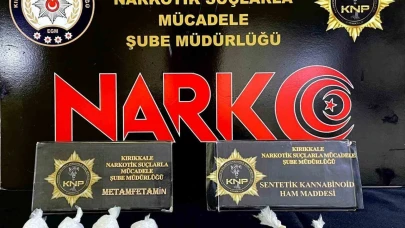 NARKOTİK SUÇLARLA
MÜCADELE
ŞUBE MÜDÜRLÜĞÜ
KNP
NARKO
KIRIKKALE
NARKOTİK SUÇLARLA
MÜCADELE
ŞUBE MÜDÜRLÜĞÜ
KNP
METAMFETAMİN
KIRIKKALE
NARKOTİK SUÇLARLA MÜCADELE
ŞUBE MÜDÜRLÜĞÜ
KNP
SENTETİK KANNABİNOİD
HAM MADDESİ